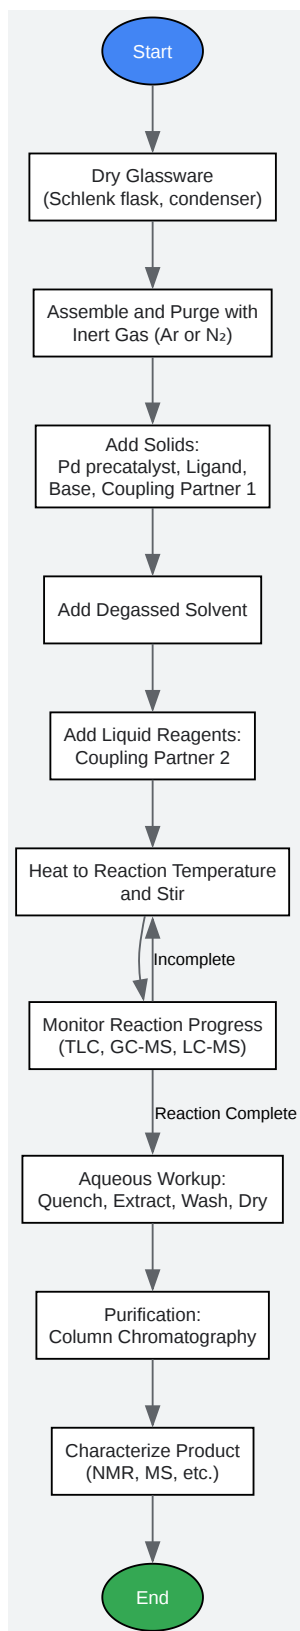 Start
Dry Glassware
(Schlenk flask, condenser)
Assemble and Purge with
Inert Gas (Ar or N₂)
Add Solids:
Pd precatalyst, Ligand,
Base, Coupling Partner 1
Add Degassed Solvent
Add Liquid Reagents:
Coupling Partner 2
Heat to Reaction Temperature
and Stir
Incomplete
Monitor Reaction Progress
(TLC, GC-MS, LC-MS)
Reaction Complete
Aqueous Workup:
Quench, Extract, Wash, Dry
Purification:
Column Chromatography
Characterize Product
(NMR, MS, etc.)
End